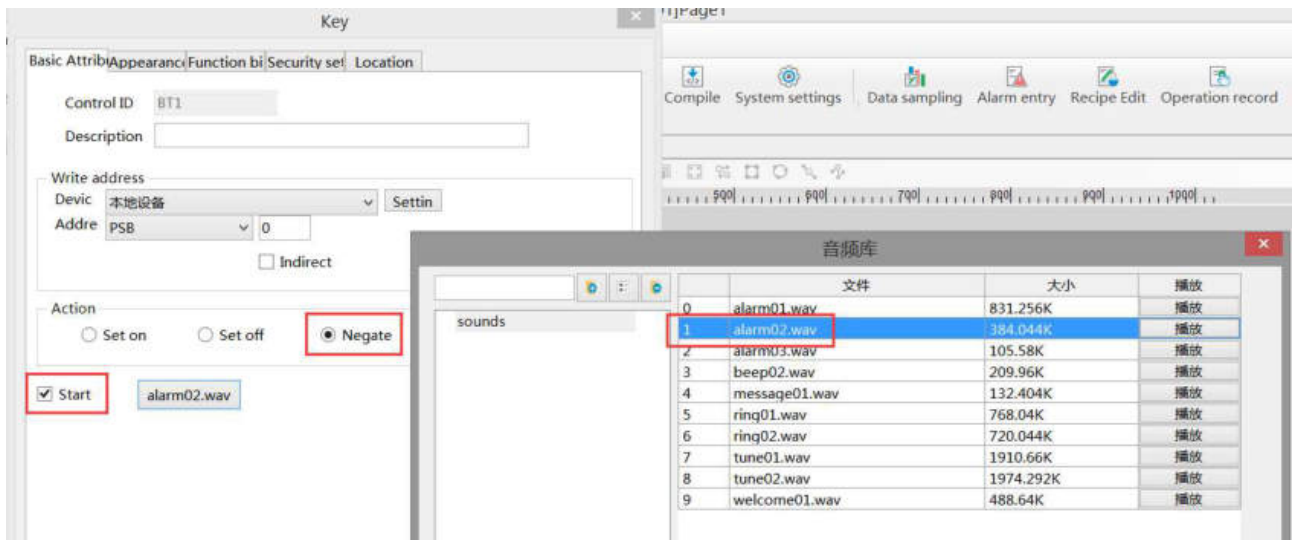 Key
Basic Attrib Appearance Function bi Security set Location
Control ID BT1
Description
Write address
Devic 本地设备 Settin
Addre PSB 0
Indirect
Action
Set on Set off Negate
Start alarm02.wav
]Page1
Compile System settings Data sampling Alarm entry Recipe Edit Operation record
500 600 700 800 900 1000
音频库
sounds
文件 大小 播放
0 alarm01.wav 831.256K 播放
1 alarm02.wav 384.044K 播放
2 alarm03.wav 105.58K 播放
3 beep02.wav 209.96K 播放
4 message01.wav 132.404K 播放
5 ring01.wav 768.04K 播放
6 ring02.wav 720.044K 播放
7 tune01.wav 1910.66K 播放
8 tune02.wav 1974.292K 播放
9 welcome01.wav 488.64K 播放